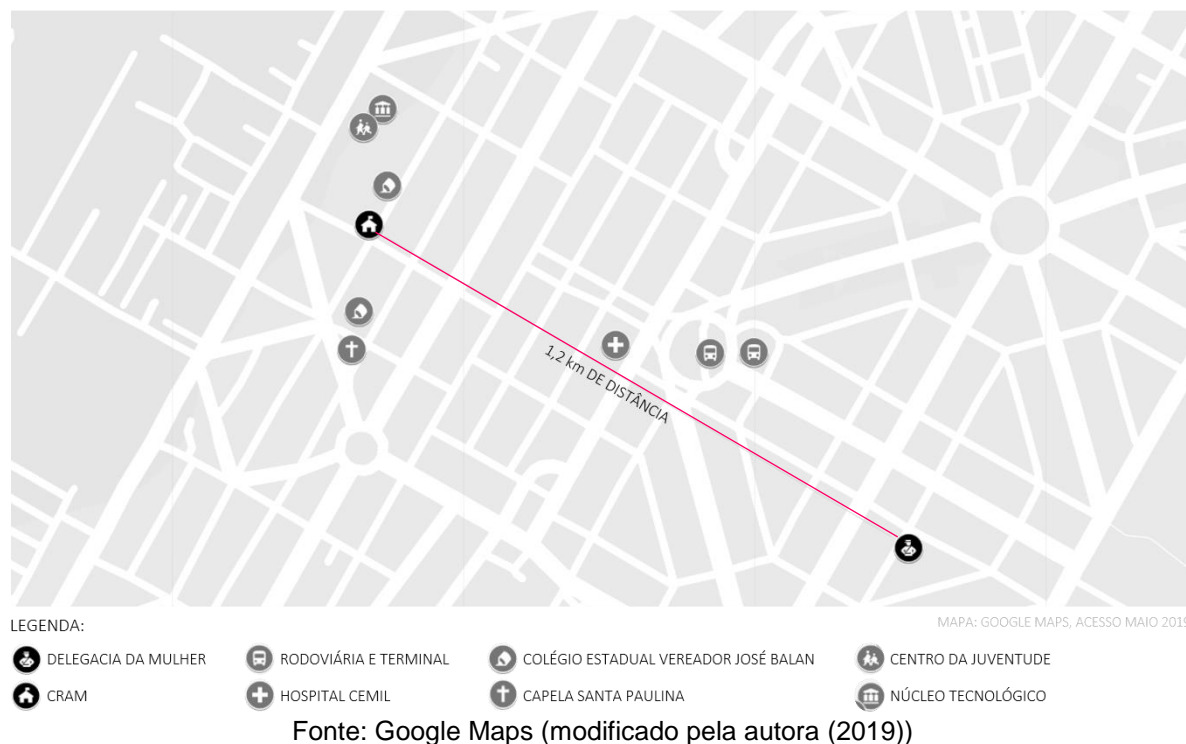 1,2 km DE DISTÂNCIA
LEGENDA:
MAPA: GOOGLE MAPS, ACESSO MAIO 2019
DELEGACIA DA MULHER
RODOVIÁRIA E TERMINAL
COLÉGIO ESTADUAL VEREADOR JOSÉ BALAN
CENTRO DA JUVENTUDE
CRAM
HOSPITAL CEMIL
CAPELA SANTA PAULINA
NÚCLEO TECNOLÓGICO
Fonte: Google Maps (modificado pela autora (2019))